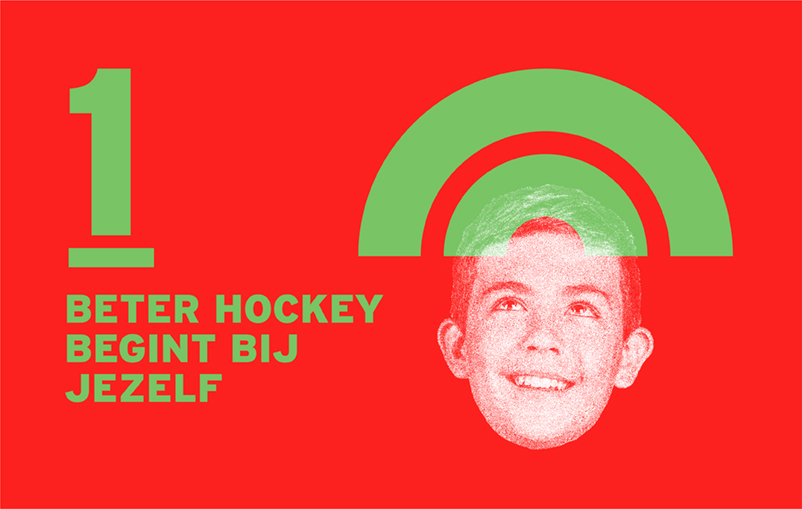 1
BETER HOCKEY
BEGINT BIJ
JEZELF